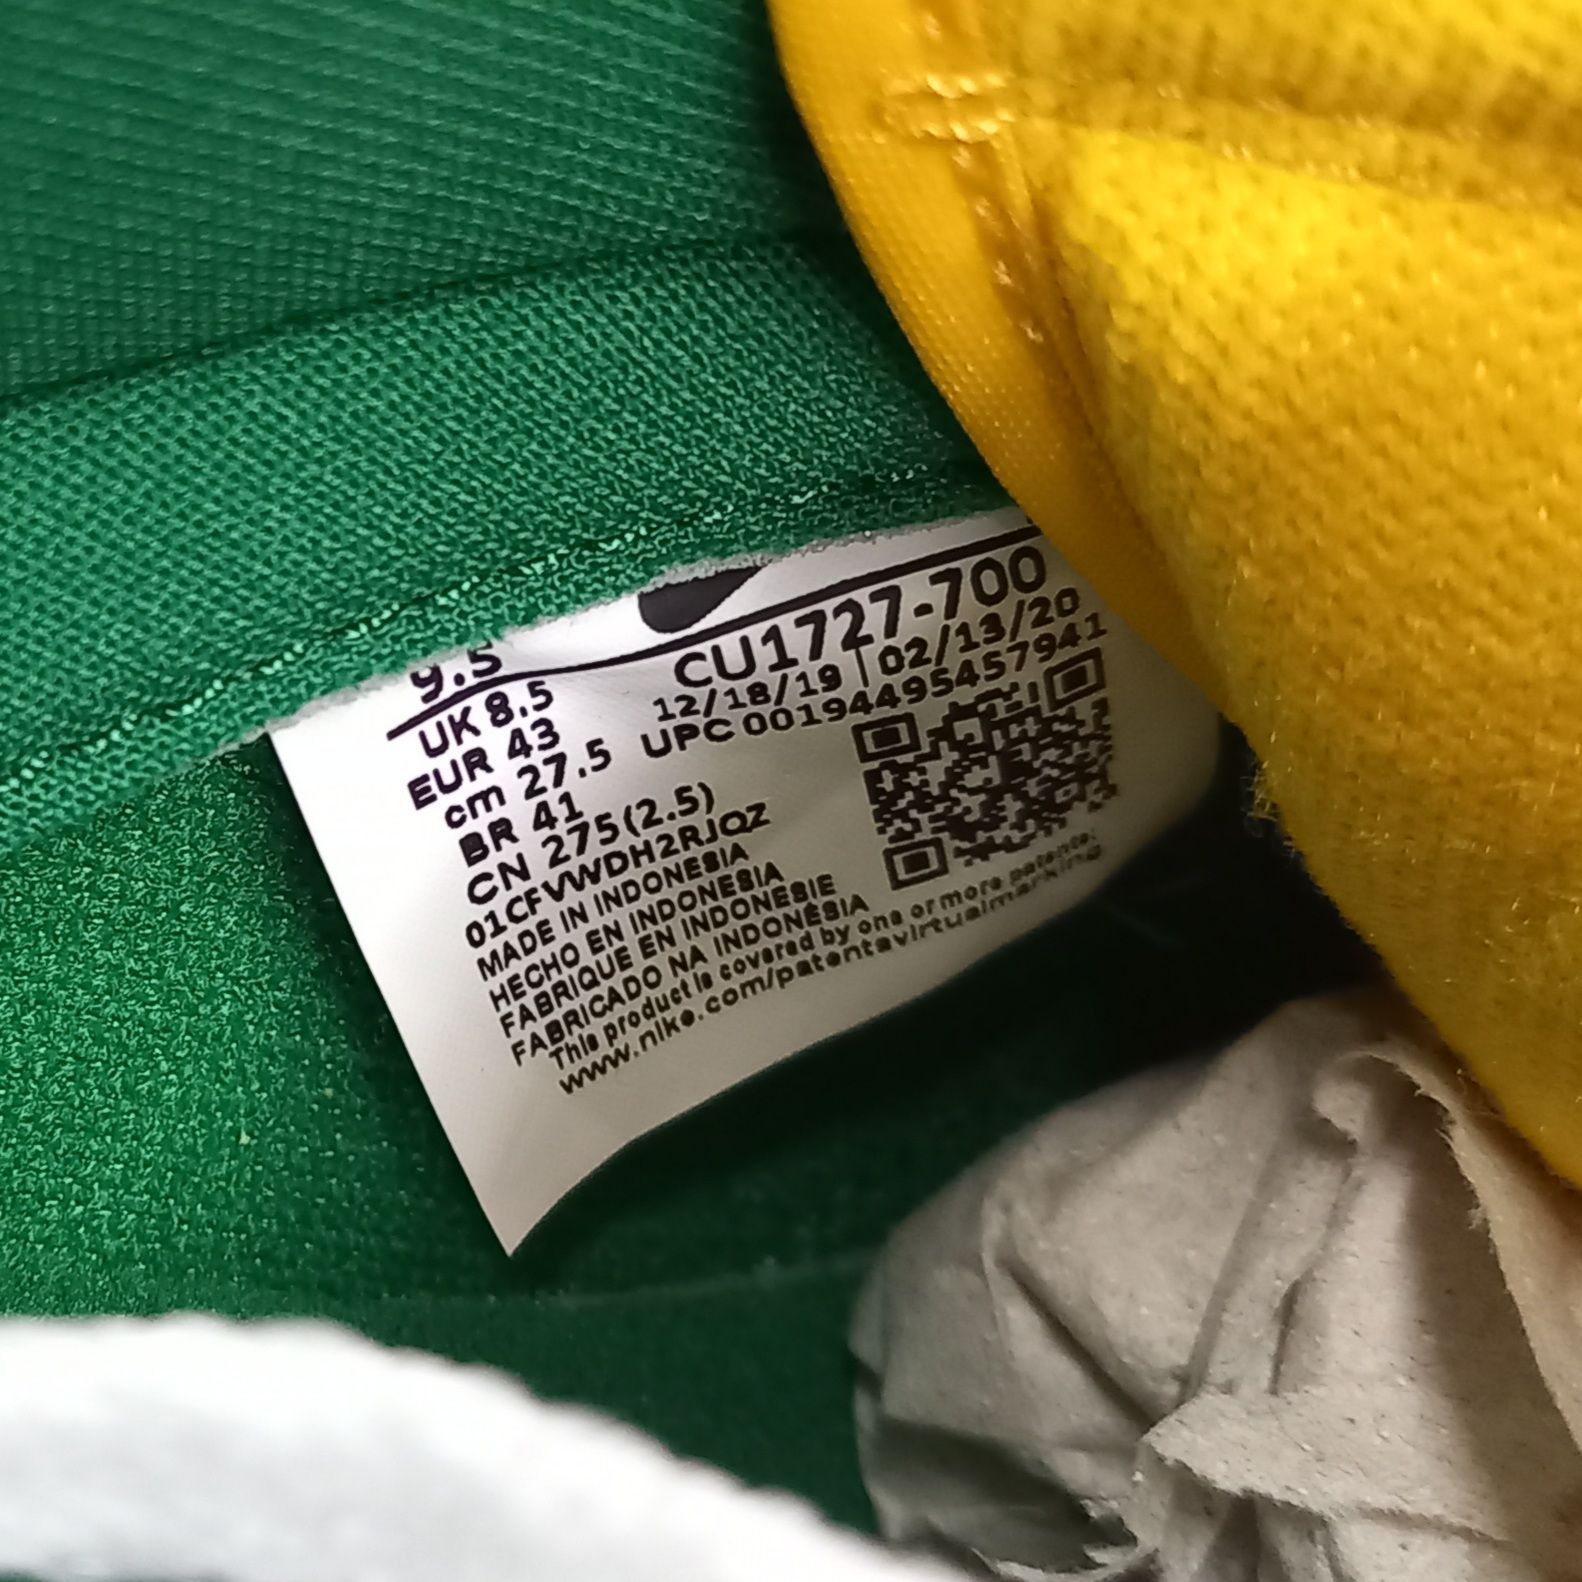 9.5
UK 8.5
EUR 43
cm 27.5
BR 41
CN 275(2.5)
CU1727-700
12/18/19 | 02/13/20
UPC 00194495457941
01CFVWDH2RJQZ
MADE IN INDONESIA
HECHO EN INDONESIA
FABRIQUE EN INDONESIE
FABRICADO NA INDONÉSIA
This product is covered by one or more patents:
www.nike.com/patentsvirtualmarking